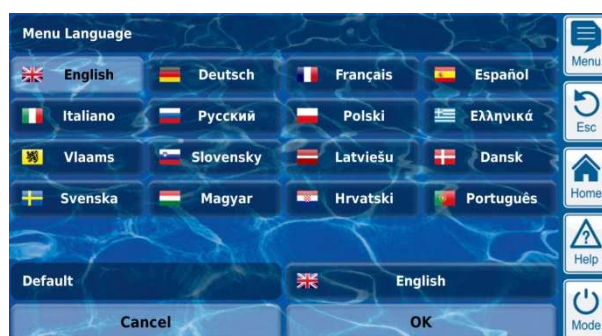 Menu Language
English Deutsch Français Español
Italiano Русский Polski Ελληνικά
Vlaams Slovensky Latviešu Dansk
Svenska Magyar Hrvatski Português
Default English
Cancel OK
Menu
Esc
Home
Help
Mode